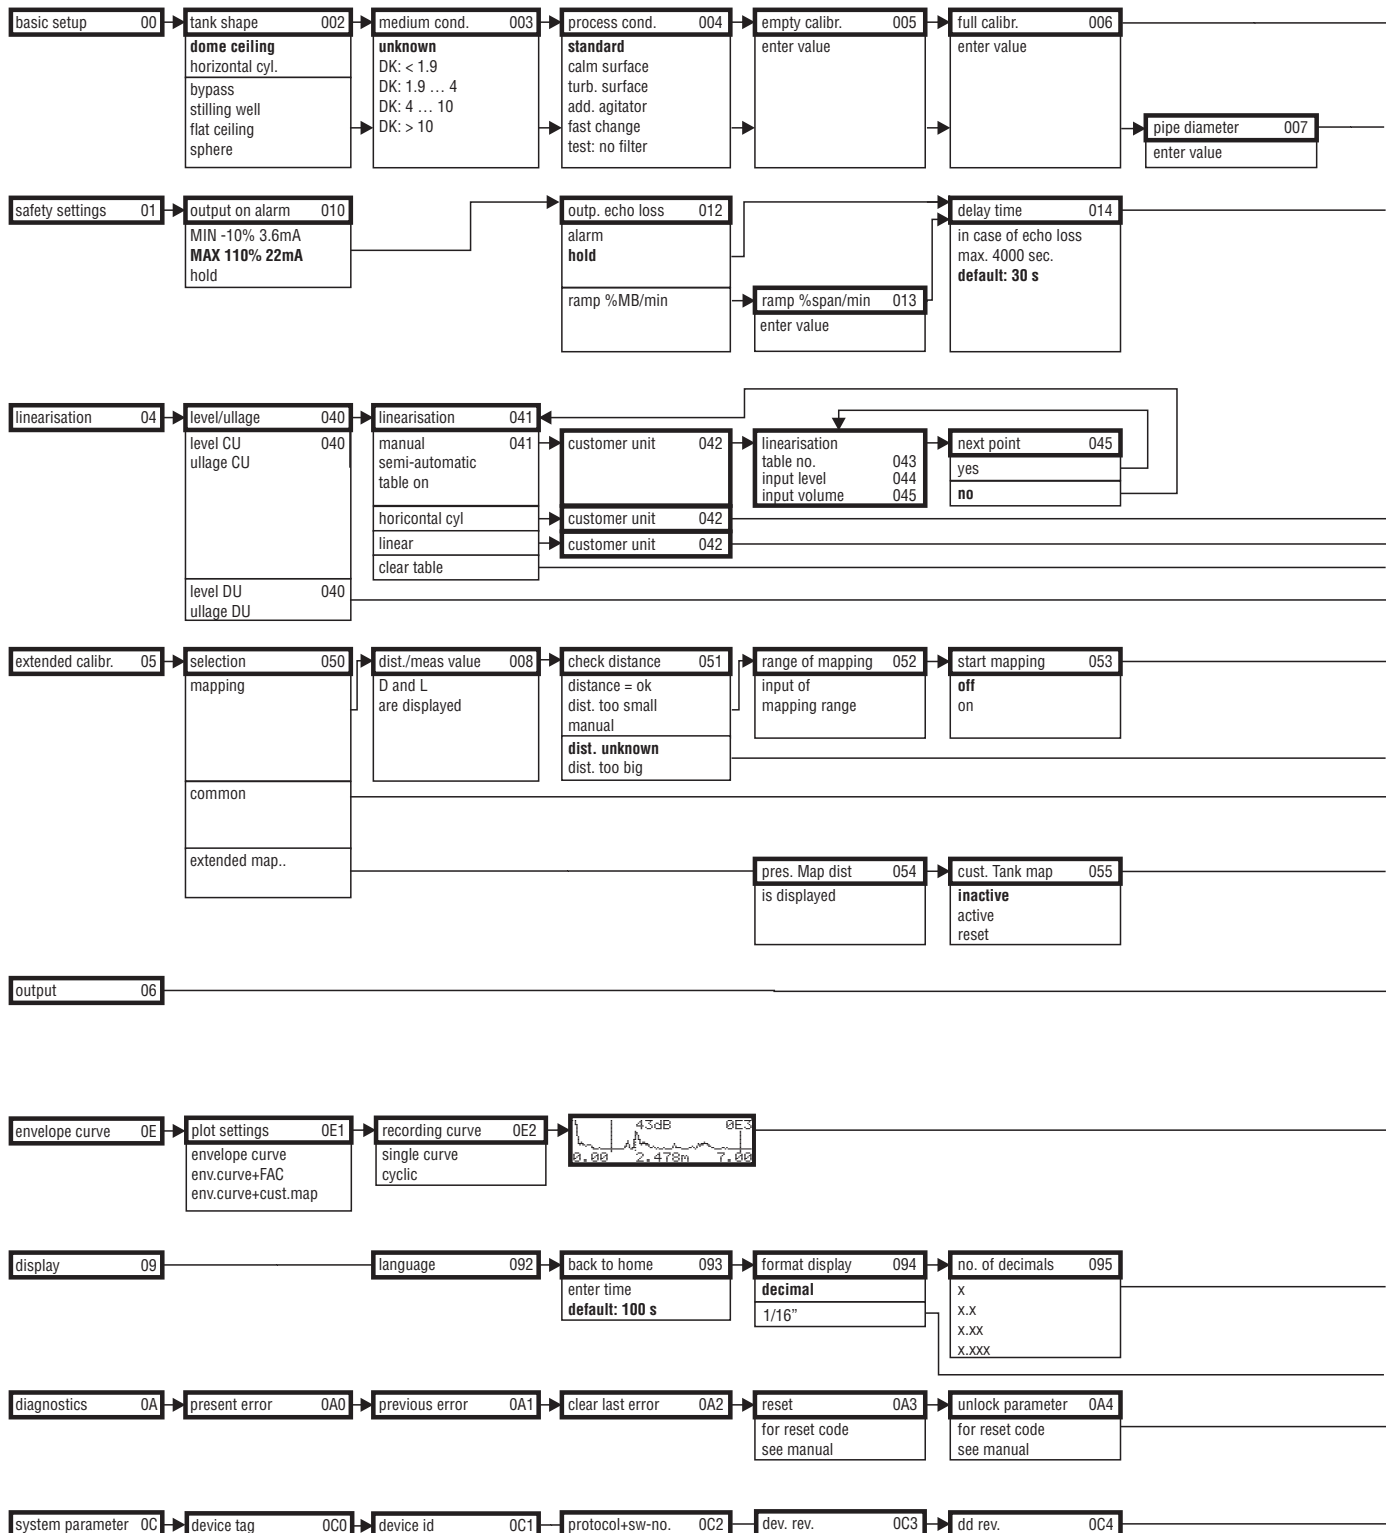 basic setup 00
tank shape 002
dome ceiling
horizontal cyl.
bypass
stilling well
flat ceiling
sphere
medium cond. 003
unknown
DK: < 1.9
DK: 1.9 … 4
DK: 4 … 10
DK: > 10
process cond. 004
standard
calm surface
turb. surface
add. agitator
fast change
test: no filter
empty calibr. 005
enter value
full calibr. 006
enter value
pipe diameter 007
enter value
safety settings 01
output on alarm 010
MIN -10% 3.6mA
MAX 110% 22mA
hold
outp. echo loss 012
alarm
hold
ramp %MB/min
ramp %span/min 013
enter value
delay time 014
in case of echo loss
max. 4000 sec.
default: 30 s
linearisation 04
level/ullage 040
level CU 040
ullage CU
level DU 040
ullage DU
linearisation 041
manual 041
semi-automatic
table on
horicontal cyl
linear
clear table
customer unit 042
customer unit 042
customer unit 042
linearisation
table no. 043
input level 044
input volume 045
next point 045
yes
no
extended calibr. 05
selection 050
mapping
common
extended map..
dist./meas value 008
D and L
are displayed
check distance 051
distance = ok
dist. too small
manual
dist. unknown
dist. too big
range of mapping 052
input of
mapping range
start mapping 053
off
on
pres. Map dist 054
is displayed
cust. Tank map 055
inactive
active
reset
output 06
envelope curve 0E
plot settings 0E1
envelope curve
env.curve+FAC
env.curve+cust.map
recording curve 0E2
single curve
cyclic
43dB 0E3
0.00 2.478m 7.00
display 09
language 092
back to home 093
enter time
default: 100 s
format display 094
decimal
1/16”
no. of decimals 095
x
x.x
x.xx
x.xxx
diagnostics 0A
present error 0A0
previous error 0A1
clear last error 0A2
reset 0A3
for reset code
see manual
unlock parameter 0A4
for reset code
see manual
system parameter 0C
device tag 0C0
device id 0C1
protocol+sw-no. 0C2
dev. rev. 0C3
dd rev. 0C4